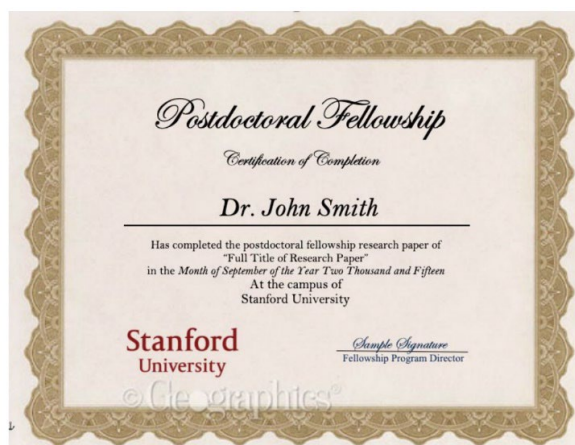 Postdoctoral Fellowship
Certification of Completion
Dr. John Smith
Has completed the postdoctoral fellowship research paper of
"Full Title of Research Paper"
in the Month of September of the Year Two Thousand and Fifteen
At the campus of
Stanford University
Stanford
University
Sample Signature
Fellowship Program Director
© Geographics®